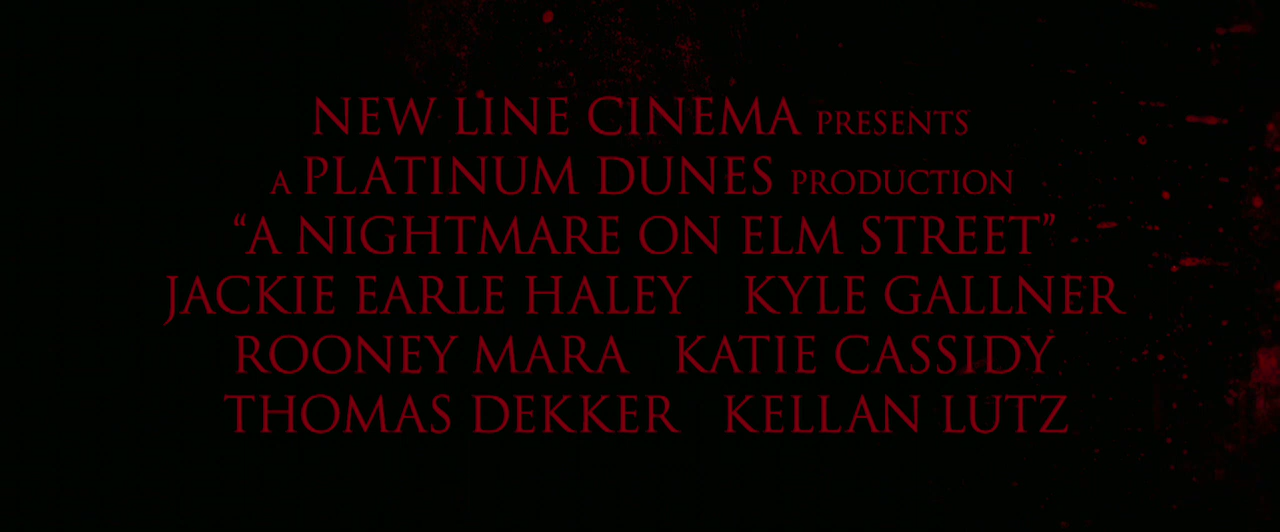 NEW LINE CINEMA PRESENTS
A PLATINUM DUNES PRODUCTION
“A NIGHTMARE ON ELM STREET”
JACKIE EARLE HALEY KYLE GALLNER
ROONEY MARA KATIE CASSIDY
THOMAS DEKKER KELLAN LUTZ